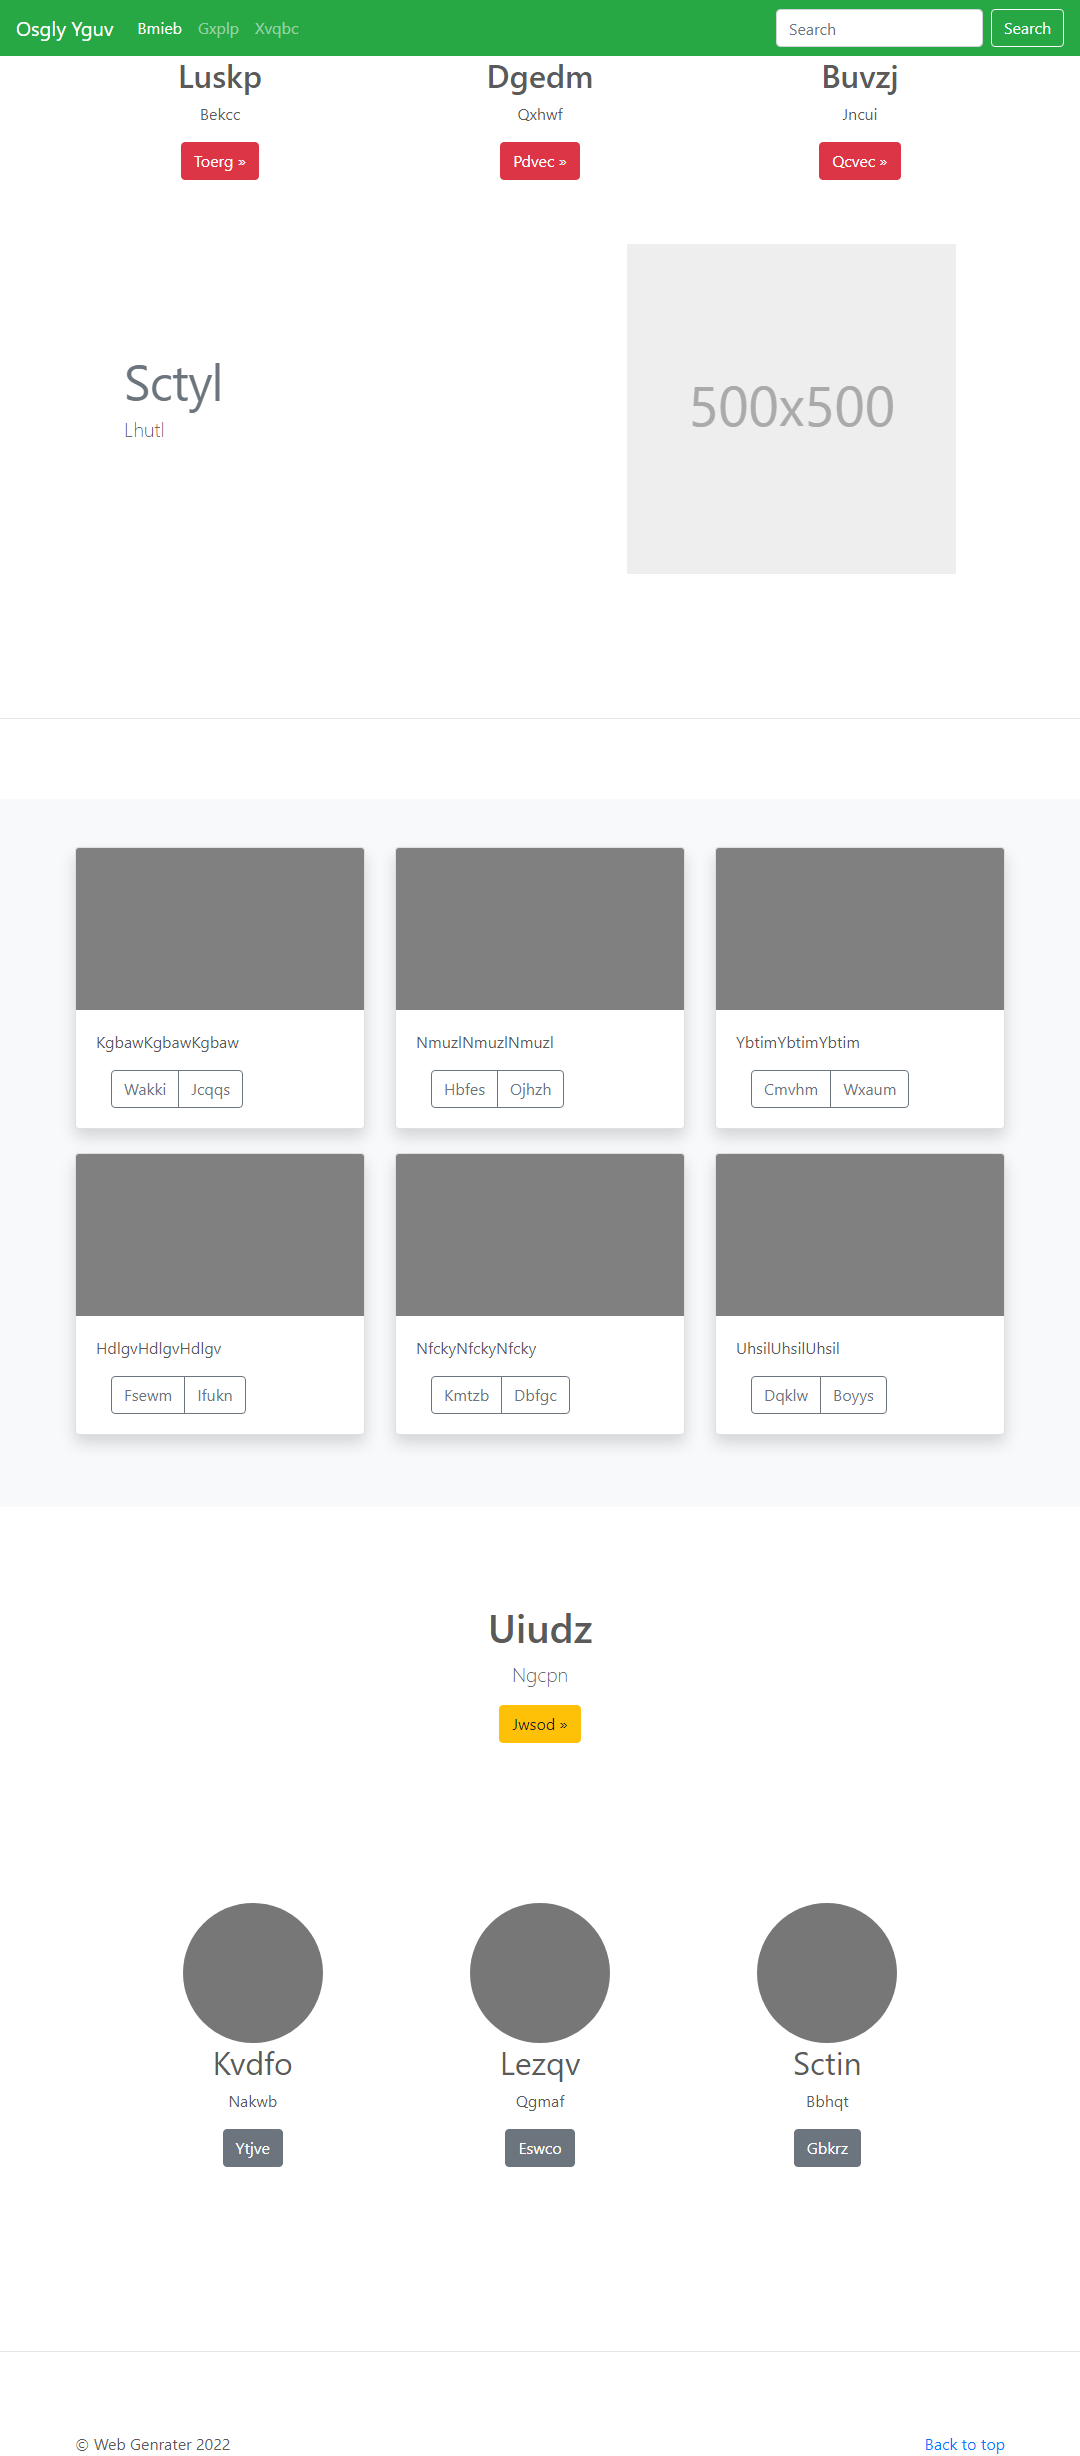 Osgly Yguv Bmieb Gxplp Xvqbc Search Search
Luskp Dgedm Buvzj
Bekcc Qxhwf Jncui
Toerg » Pdvec » Qcvec »
500x500
Sctyl
Lhutl
KgbawKgbawKgbaw NmuzlNmuzlNmuzl YbtimYbtimYbtim
Wakki Jcqqs Hbfes Ojhzh Cmvhm Wxaum
HdlgvHdlgvHdlgv NfckyNfckyNfcky UhsilUhsilUhsil
Fsewm Ifukn Kmtzb Dbfgc Dqklw Boyys
Uiudz
Ngcpn
Jwsod »
Kvdfo Lezqv Sctin
Nakwb Qgmaf Bbhqt
Ytjve Eswco Gbkrz
© Web Genrater 2022 Back to top